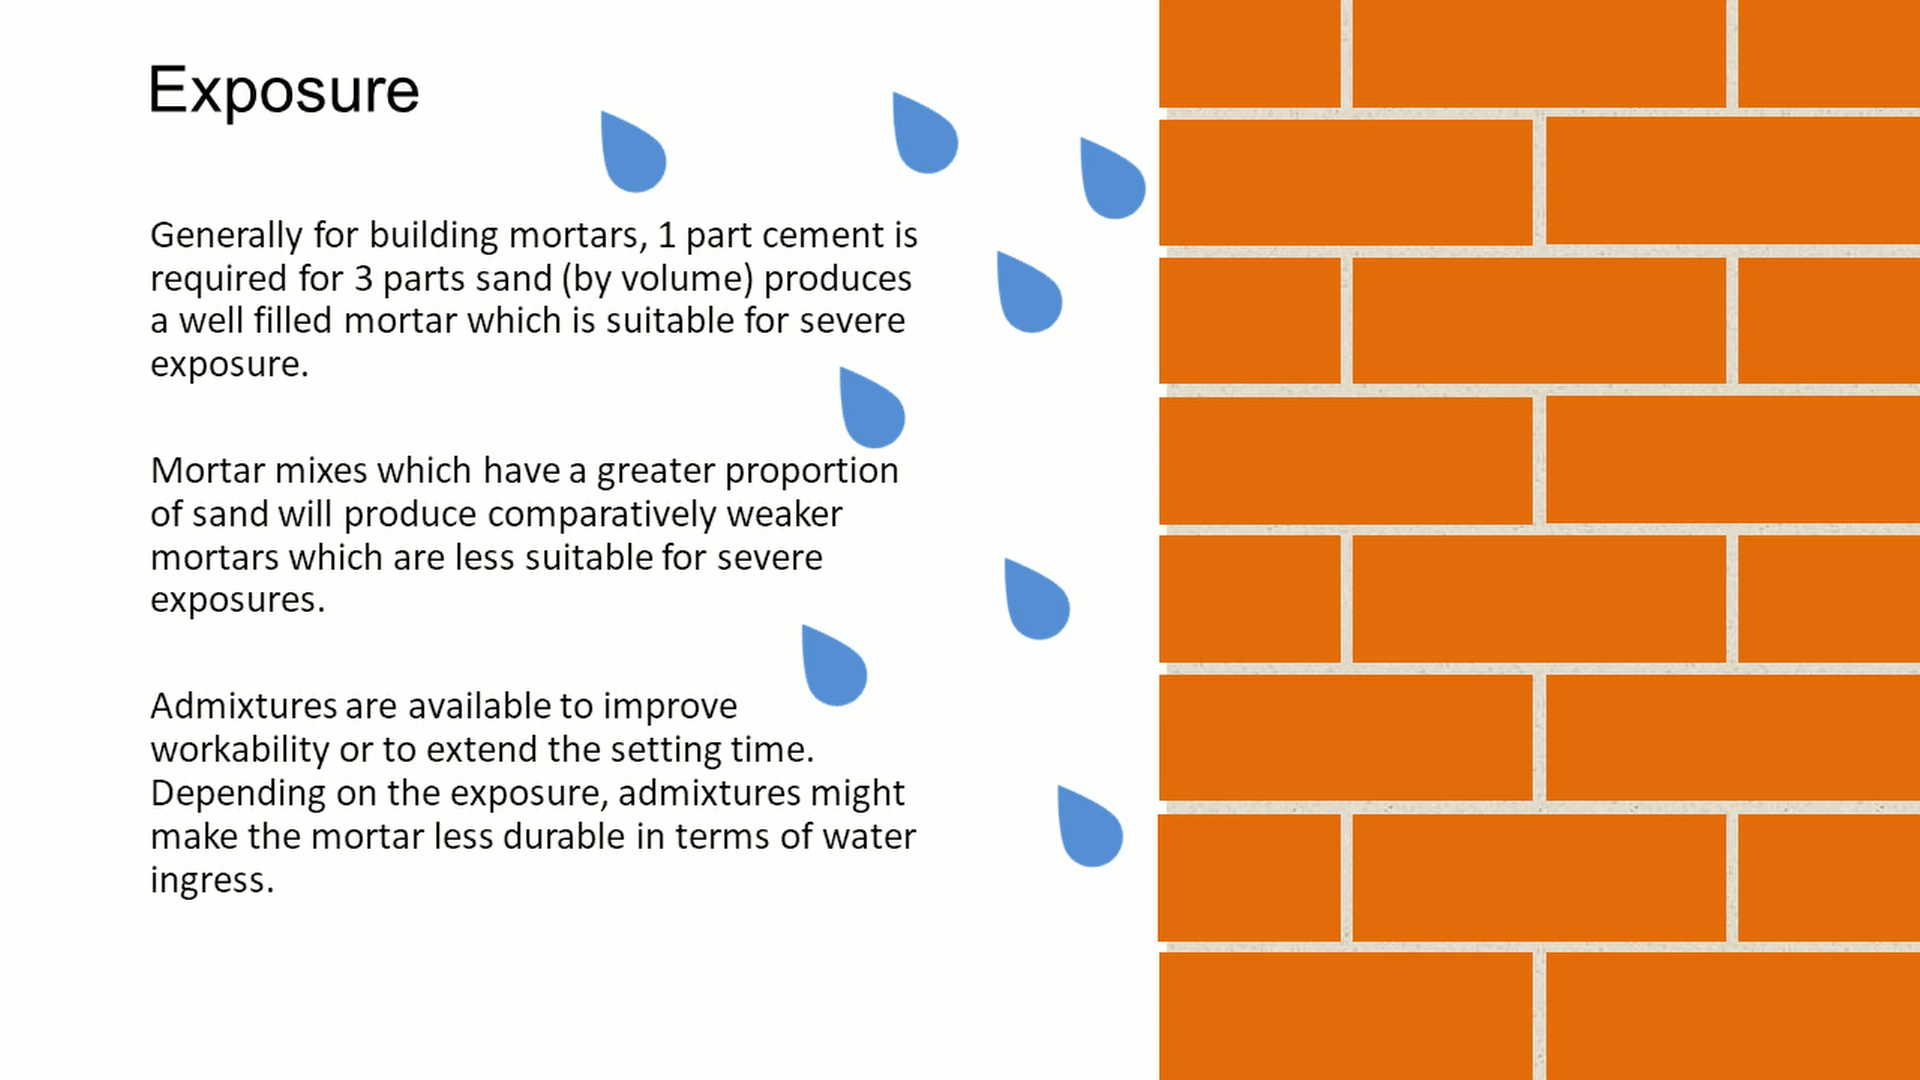 Exposure
Generally for building mortars, 1 part cement is
required for 3 parts sand (by volume) produces
a well filled mortar which is suitable for severe
exposure.
Mortar mixes which have a greater proportion
of sand will produce comparatively weaker
mortars which are less suitable for severe
exposures.
Admixtures are available to improve
workability or to extend the setting time.
Depending on the exposure, admixtures might
make the mortar less durable in terms of water
ingress.